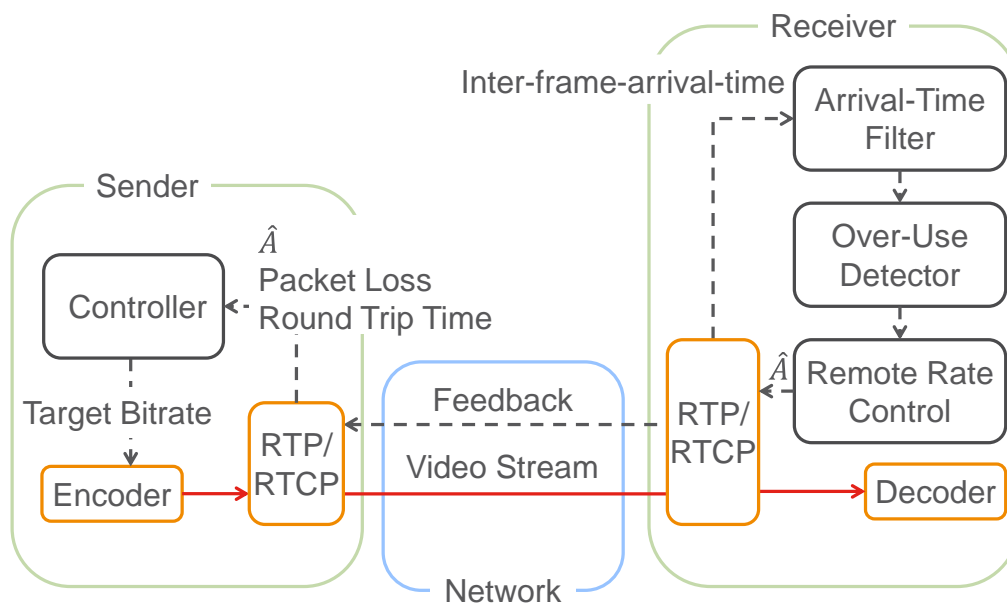 Receiver
Inter-frame-arrival-time
Arrival-Time
Filter
Sender
Over-Use
Detector
Â
Packet Loss
Round Trip Time
Controller
Remote Rate
Control
Â
Target Bitrate
Feedback
RTP/
RTCP
RTP/
RTCP
Video Stream
Encoder
Decoder
Network